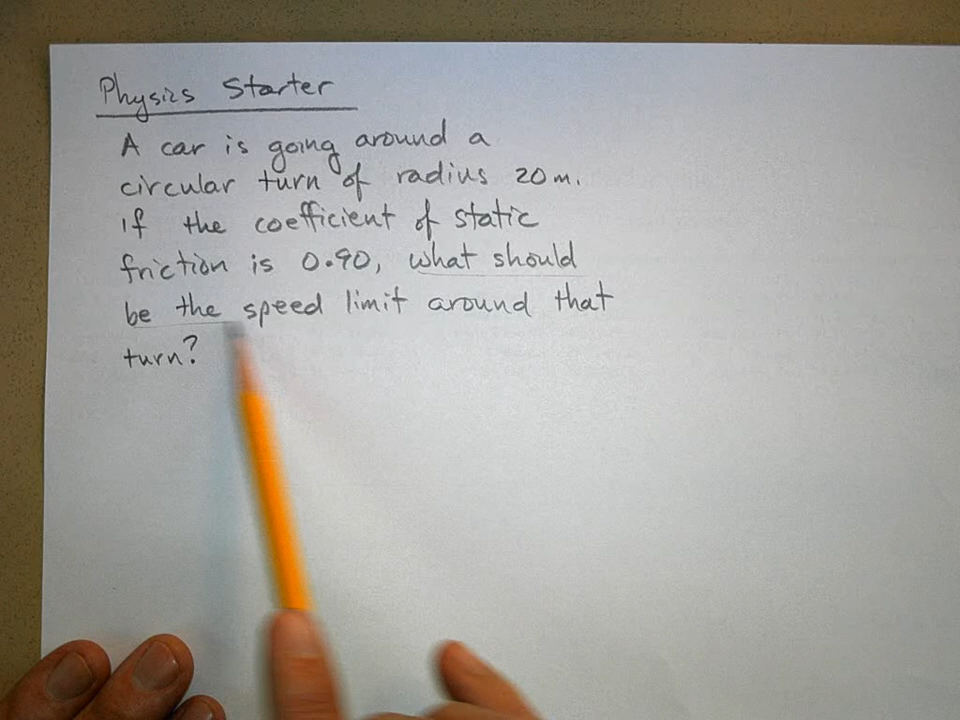 Physics Starter
A car is going around a
circular turn of radius 20m.
If the coefficient of static
friction is 0.90, what should
be the speed limit around that
turn?